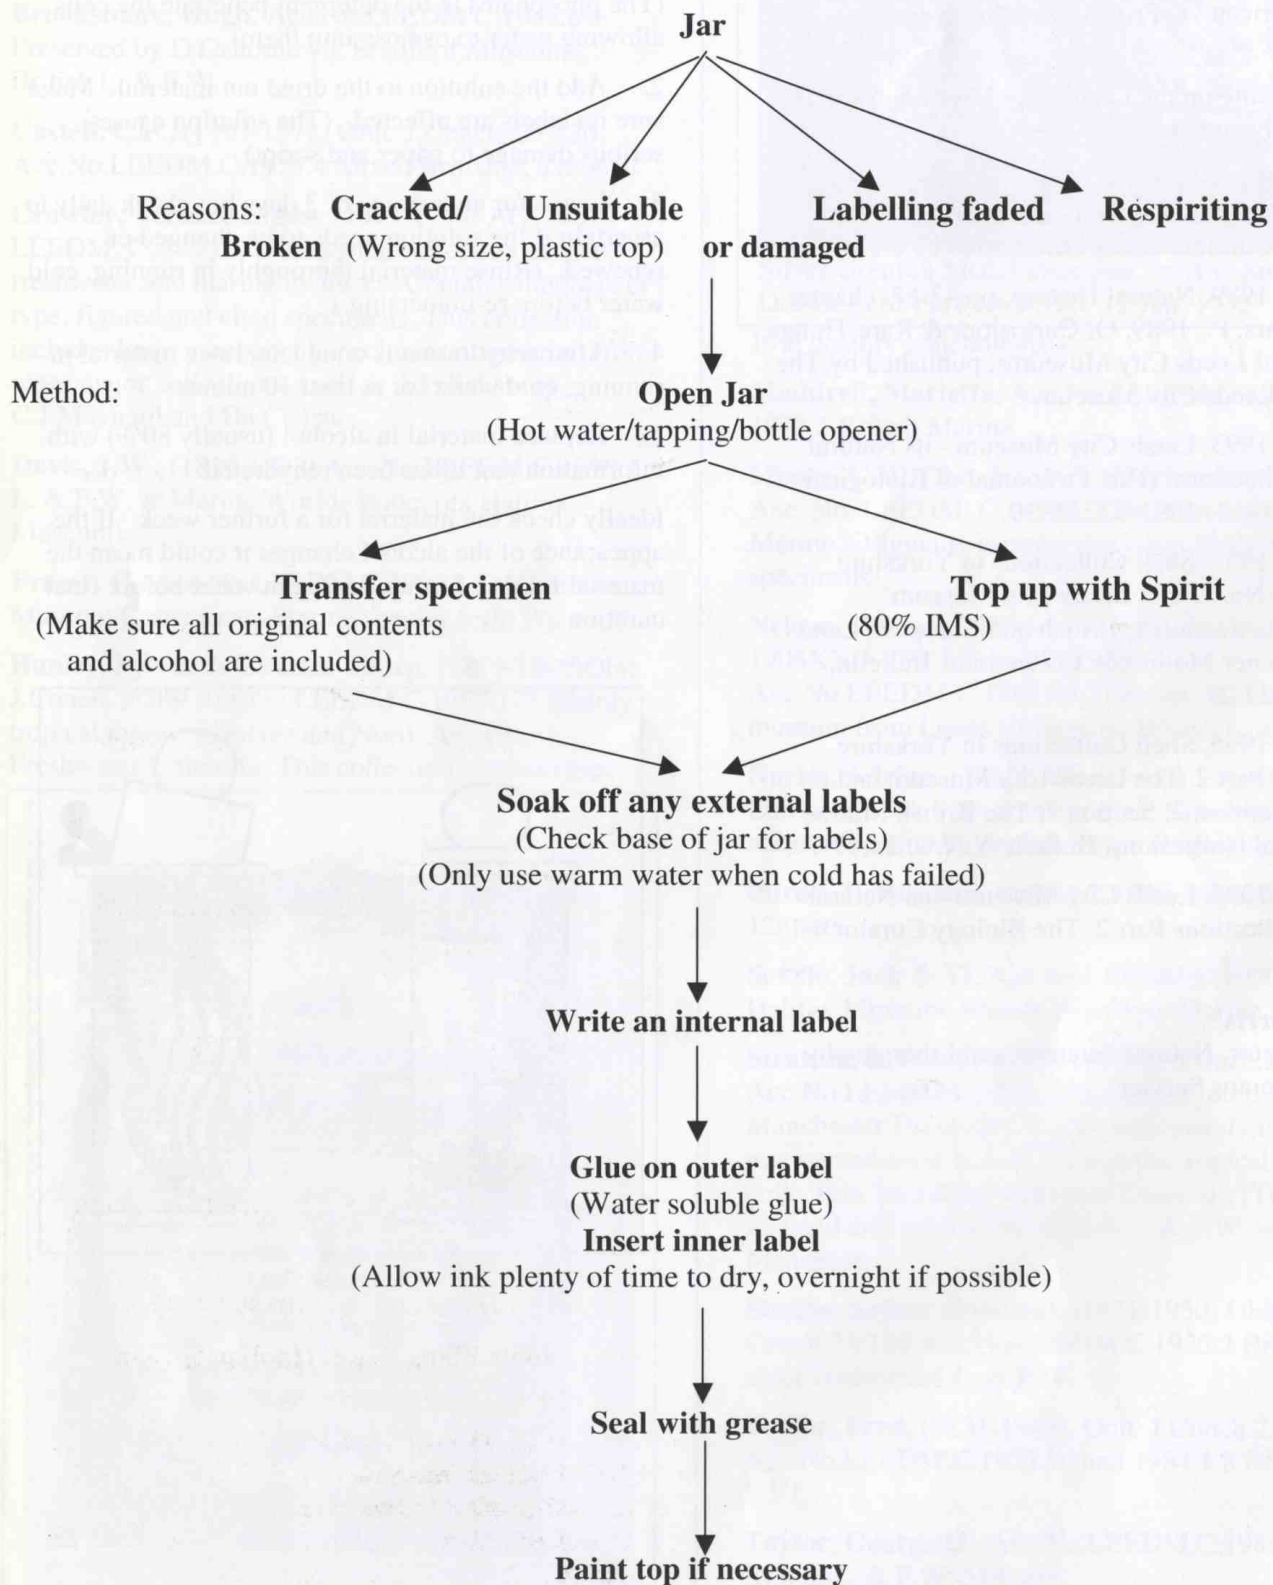 Jar
Reasons: Cracked/ Unsuitable Labelling faded Respiriting
Broken (Wrong size, plastic top) or damaged
Method: Open Jar
(Hot water/tapping/bottle opener)
Transfer specimen Top up with Spirit
(Make sure all original contents (80% IMS)
and alcohol are included)
Soak off any external labels
(Check base of jar for labels)
(Only use warm water when cold has failed)
Write an internal label
Glue on outer label
(Water soluble glue)
Insert inner label
(Allow ink plenty of time to dry, overnight if possible)
Seal with grease
Paint top if necessary